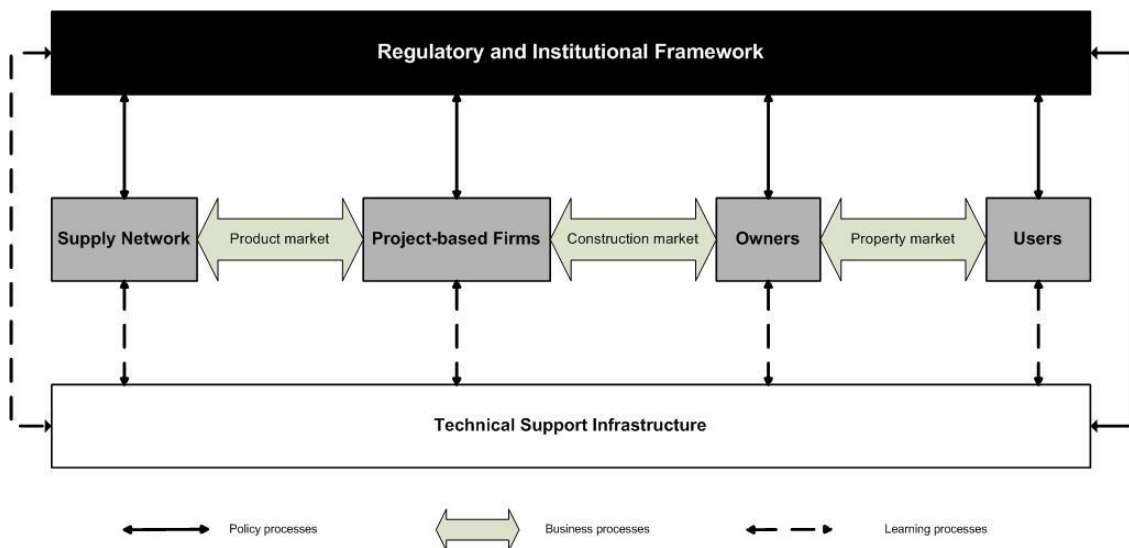 Regulatory and Institutional Framework
Supply Network
Product market
Project-based Firms
Construction market
Owners
Property market
Users
Technical Support Infrastructure
Policy processes
Business processes
Learning processes